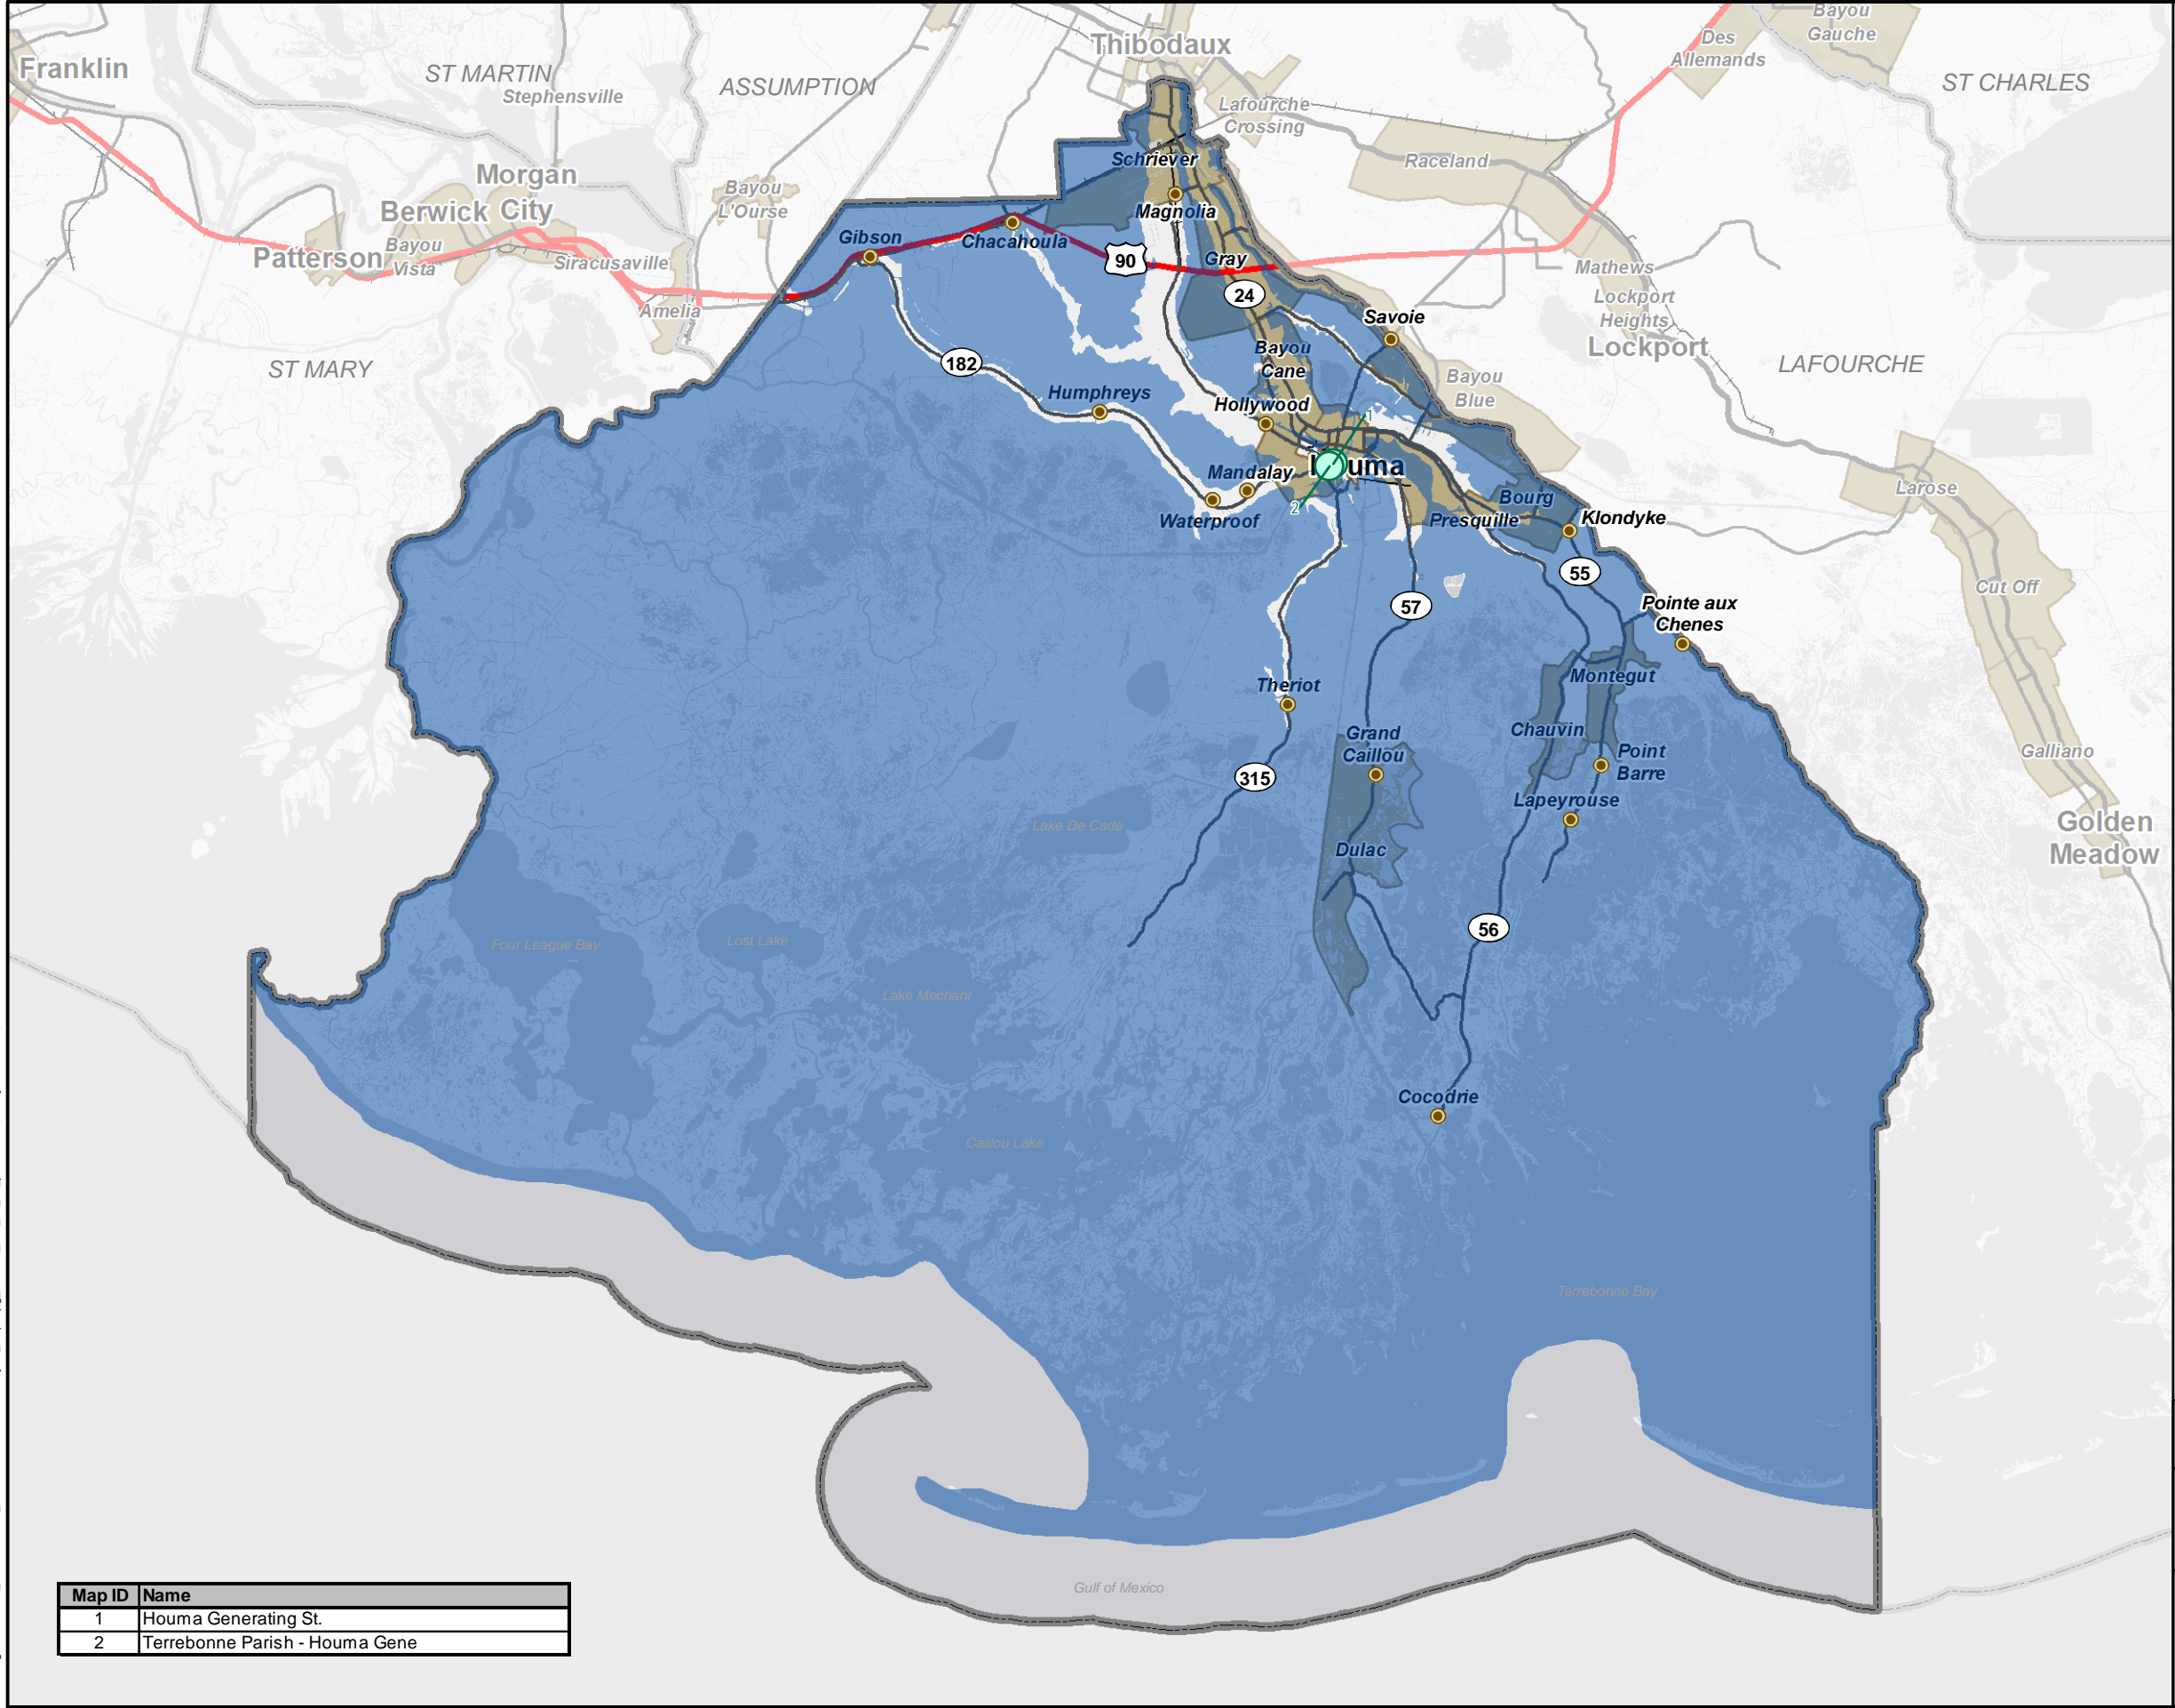 Bayou
Gauche
Des
Allemands
Thibodaux
Franklin
ST MARTIN
Stephensville
ASSUMPTION
ST CHARLES
Lafourche
Crossing
Raceland
Schriever
Morgan
City
Berwick
Bayou
L'Ourse
Magnolia
Gibson
Chacahoula
Patterson
Bayou
Vista
Siracusaville
90
Gray
Mathews
24
Lockport
Heights
Amelia
Savoie
Lockport
ST MARY
182
Bayou
Cane
LAFOURCHE
Bayou
Blue
Humphreys
Hollywood
1
Mandalay
uma
2
Waterproof
Bourg
Presquille
Klondyke
Larose
55
57
Cut Off
Pointe aux
Chenes
Montegut
Theriot
Grand
Caillou
Chauvin
Point
Barre
Galliano
315
Lapeyrouse
Lake De Cade
Golden
Meadow
Dulac
56
Four League Bay
Lost Lake
Lake Mechant
Cocodrie
Caillou Lake
Terrebonne Bay
Gulf of Mexico
Map ID Name
1 Houma Generating St.
2 Terrebonne Parish - Houma Gene